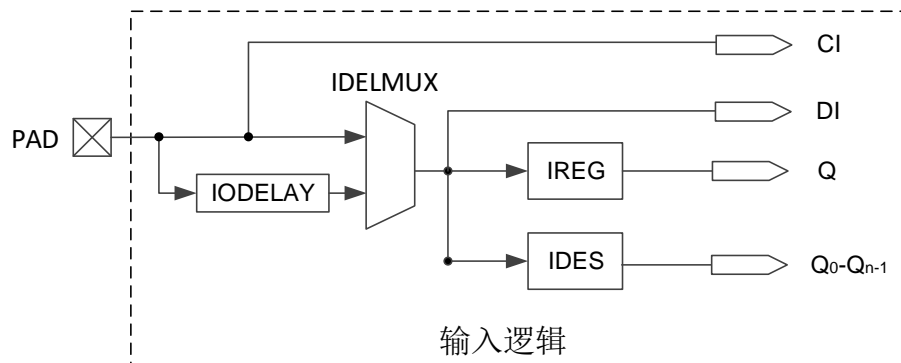 CI
IDELMUX
DI
PAD
IODELAY
IREG
Q
IDES
Q0-Qn-1
输入逻辑